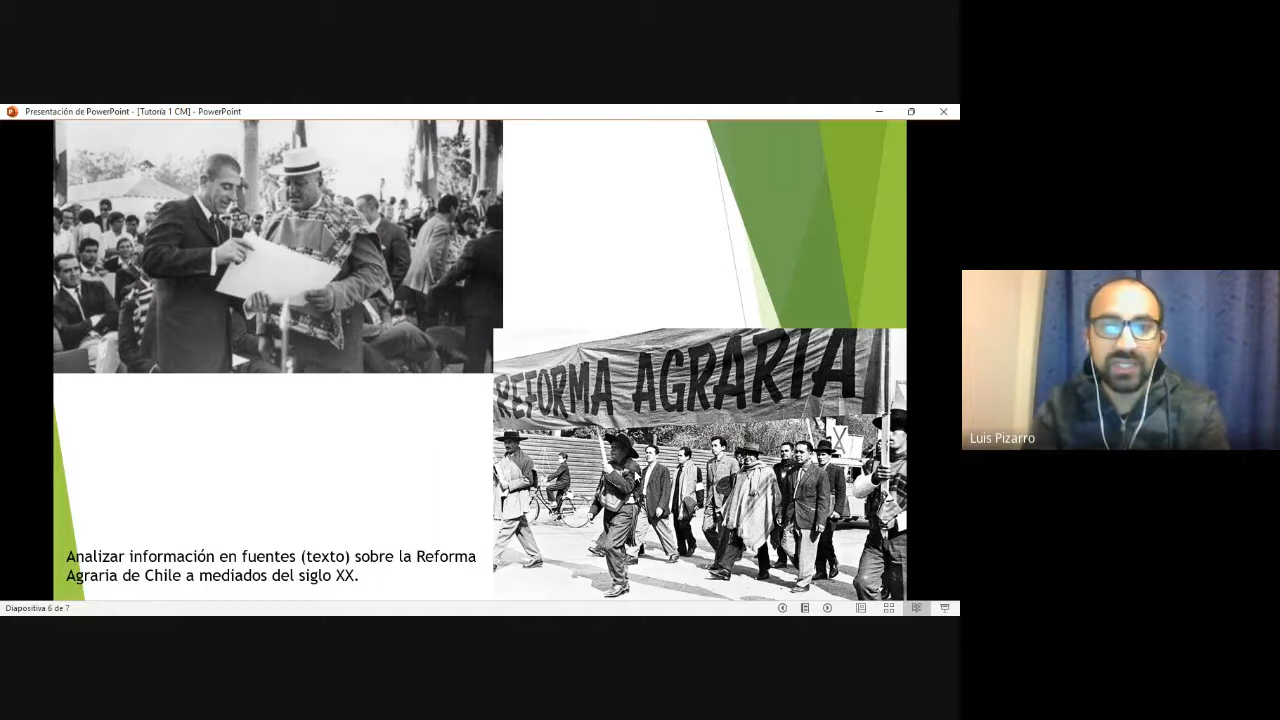 Presentación de PowerPoint - [Tutoría 1 CM] - PowerPoint
REFORMA AGRARIA
Luis Pizarro
Analizar información en fuentes (texto) sobre la Reforma
Agraria de Chile a mediados del siglo XX.
Diapositiva 6 de 7